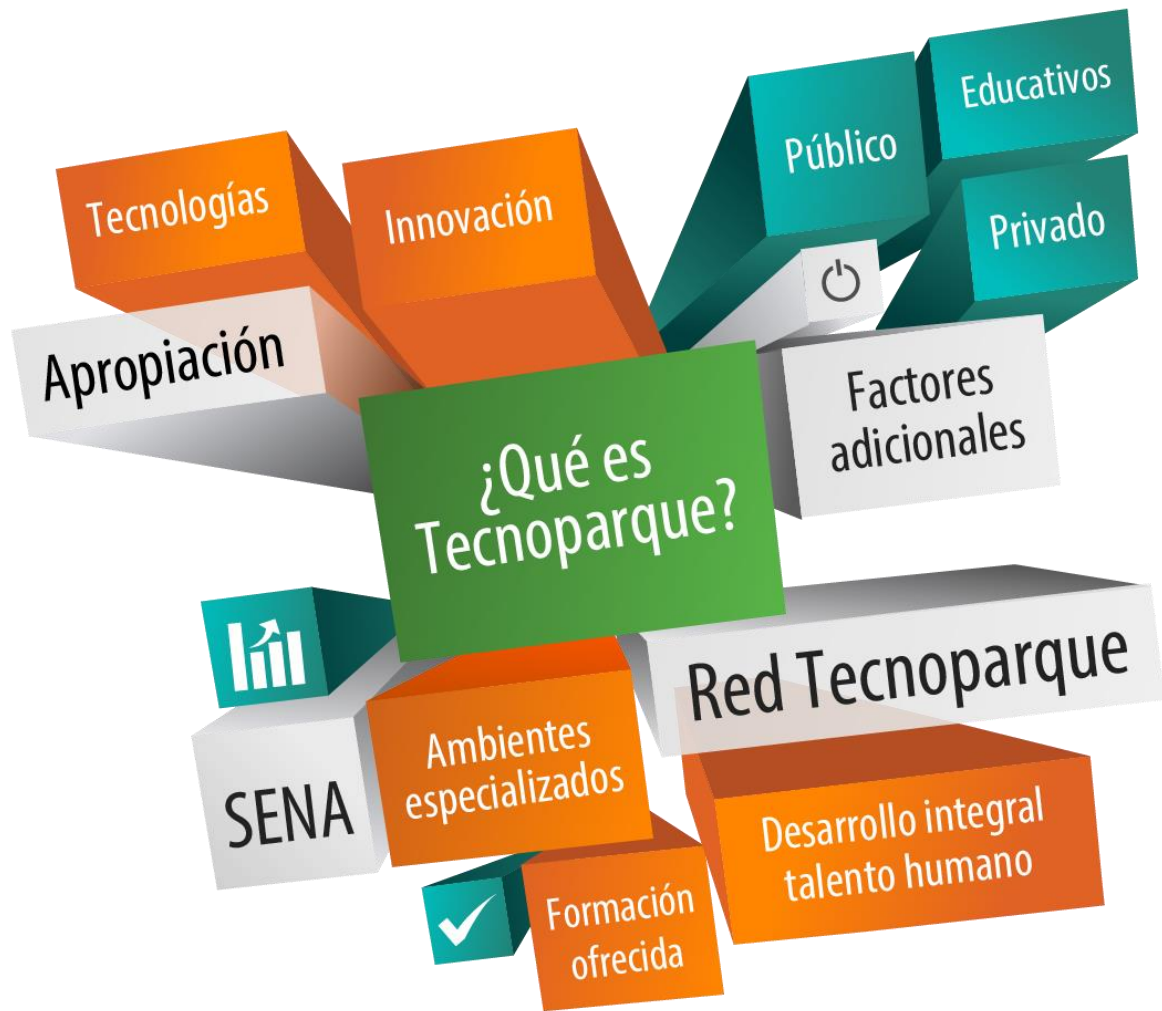 Educativos
Público
Tecnologías
Innovación
Privado
Apropiación
Factores
adicionales
¿Qué es
Tecnoparque?
Red Tecnoparque
Ambientes
especializados
SENA
Desarrollo integral
talento humano
Formación
ofrecida